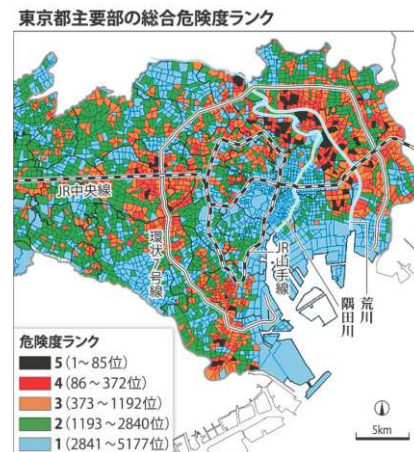 東京都主要部の総合危険度ランク
JR中央線
環状7号線
JR山手線
隅田川
荒川
危険度ランク
5(1~85位)
4(86~372位)
3(373~1192位)
2(1193~2840位)
1(2841~5177位)
5km